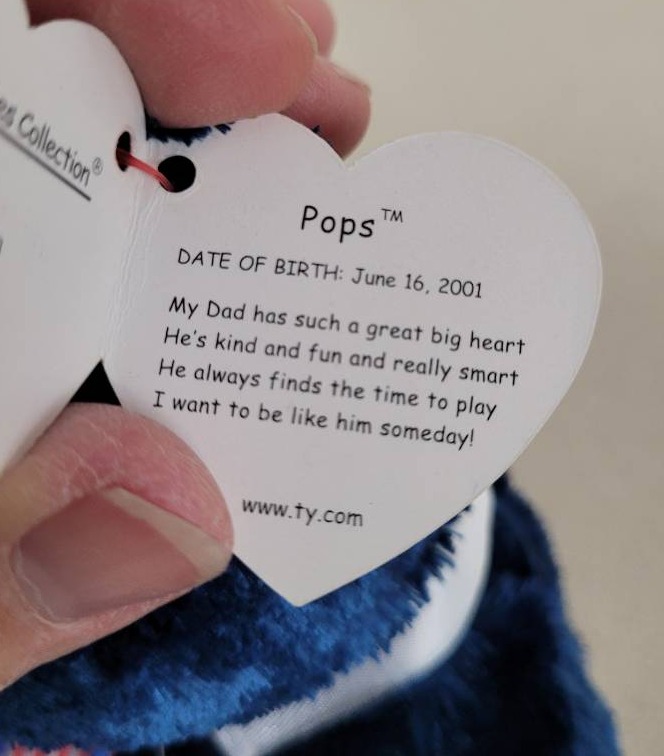 Collection®
Pops™
DATE OF BIRTH: June 16, 2001
My Dad has such a great big heart
He's kind and fun and really smart
He always finds the time to play
I want to be like him someday!
www.ty.com